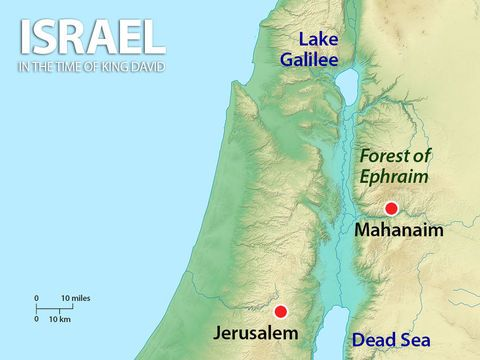 ISRAEL
IN THE TIME OF KING DAVID
Lake
Galilee
Forest of
Ephraim
Mahanaim
0 10 miles
0 10 km
Jerusalem
Dead Sea